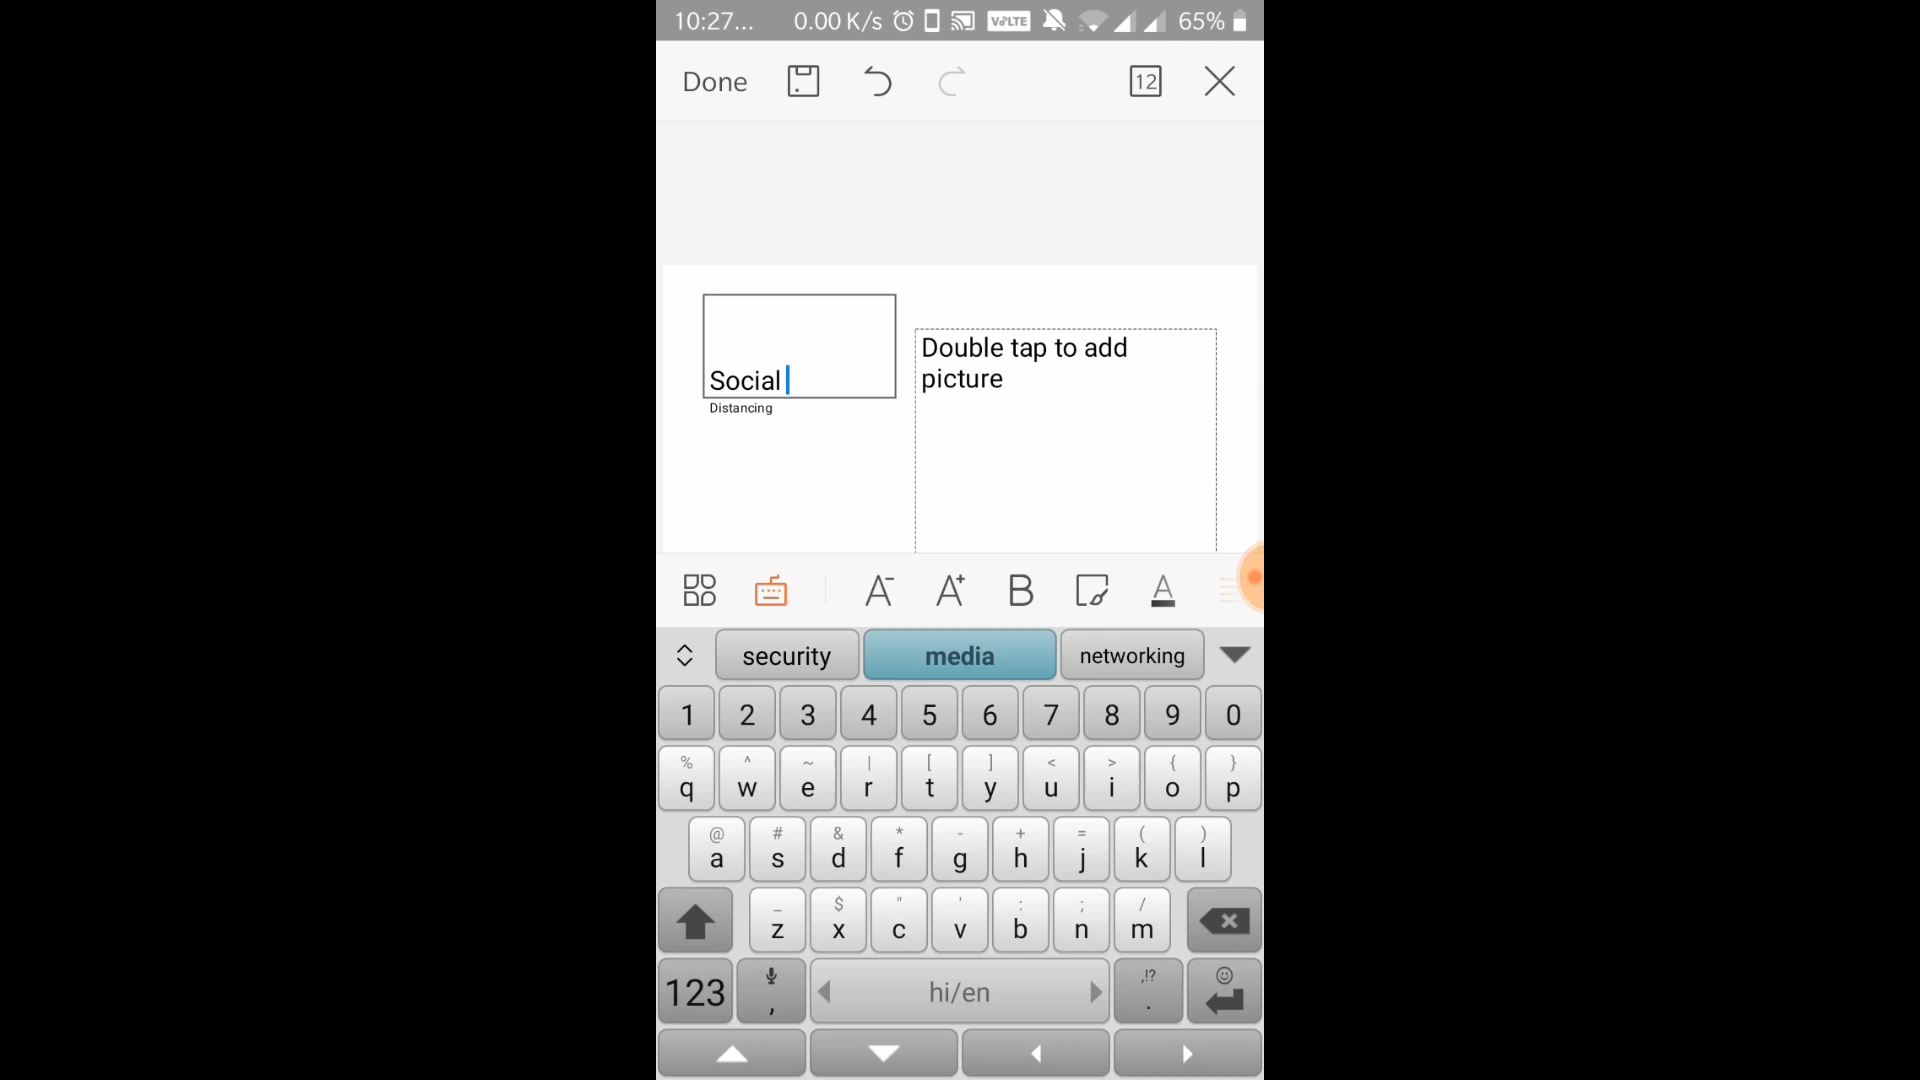 10:27... 0.00 K/s VoLTE 65%
Done 12
Social
Distancing
Double tap to add
picture
A- A+ B A
security media networking
1 2 3 4 5 6 7 8 9 0
% ^ ~ | [ ] < > { }
q w e r t y u i o p
@ # & * - + = ( )
a s d f g h j k l
_ $ " ' : ; /
z x c v b n m
123 , hi/en ,!? .